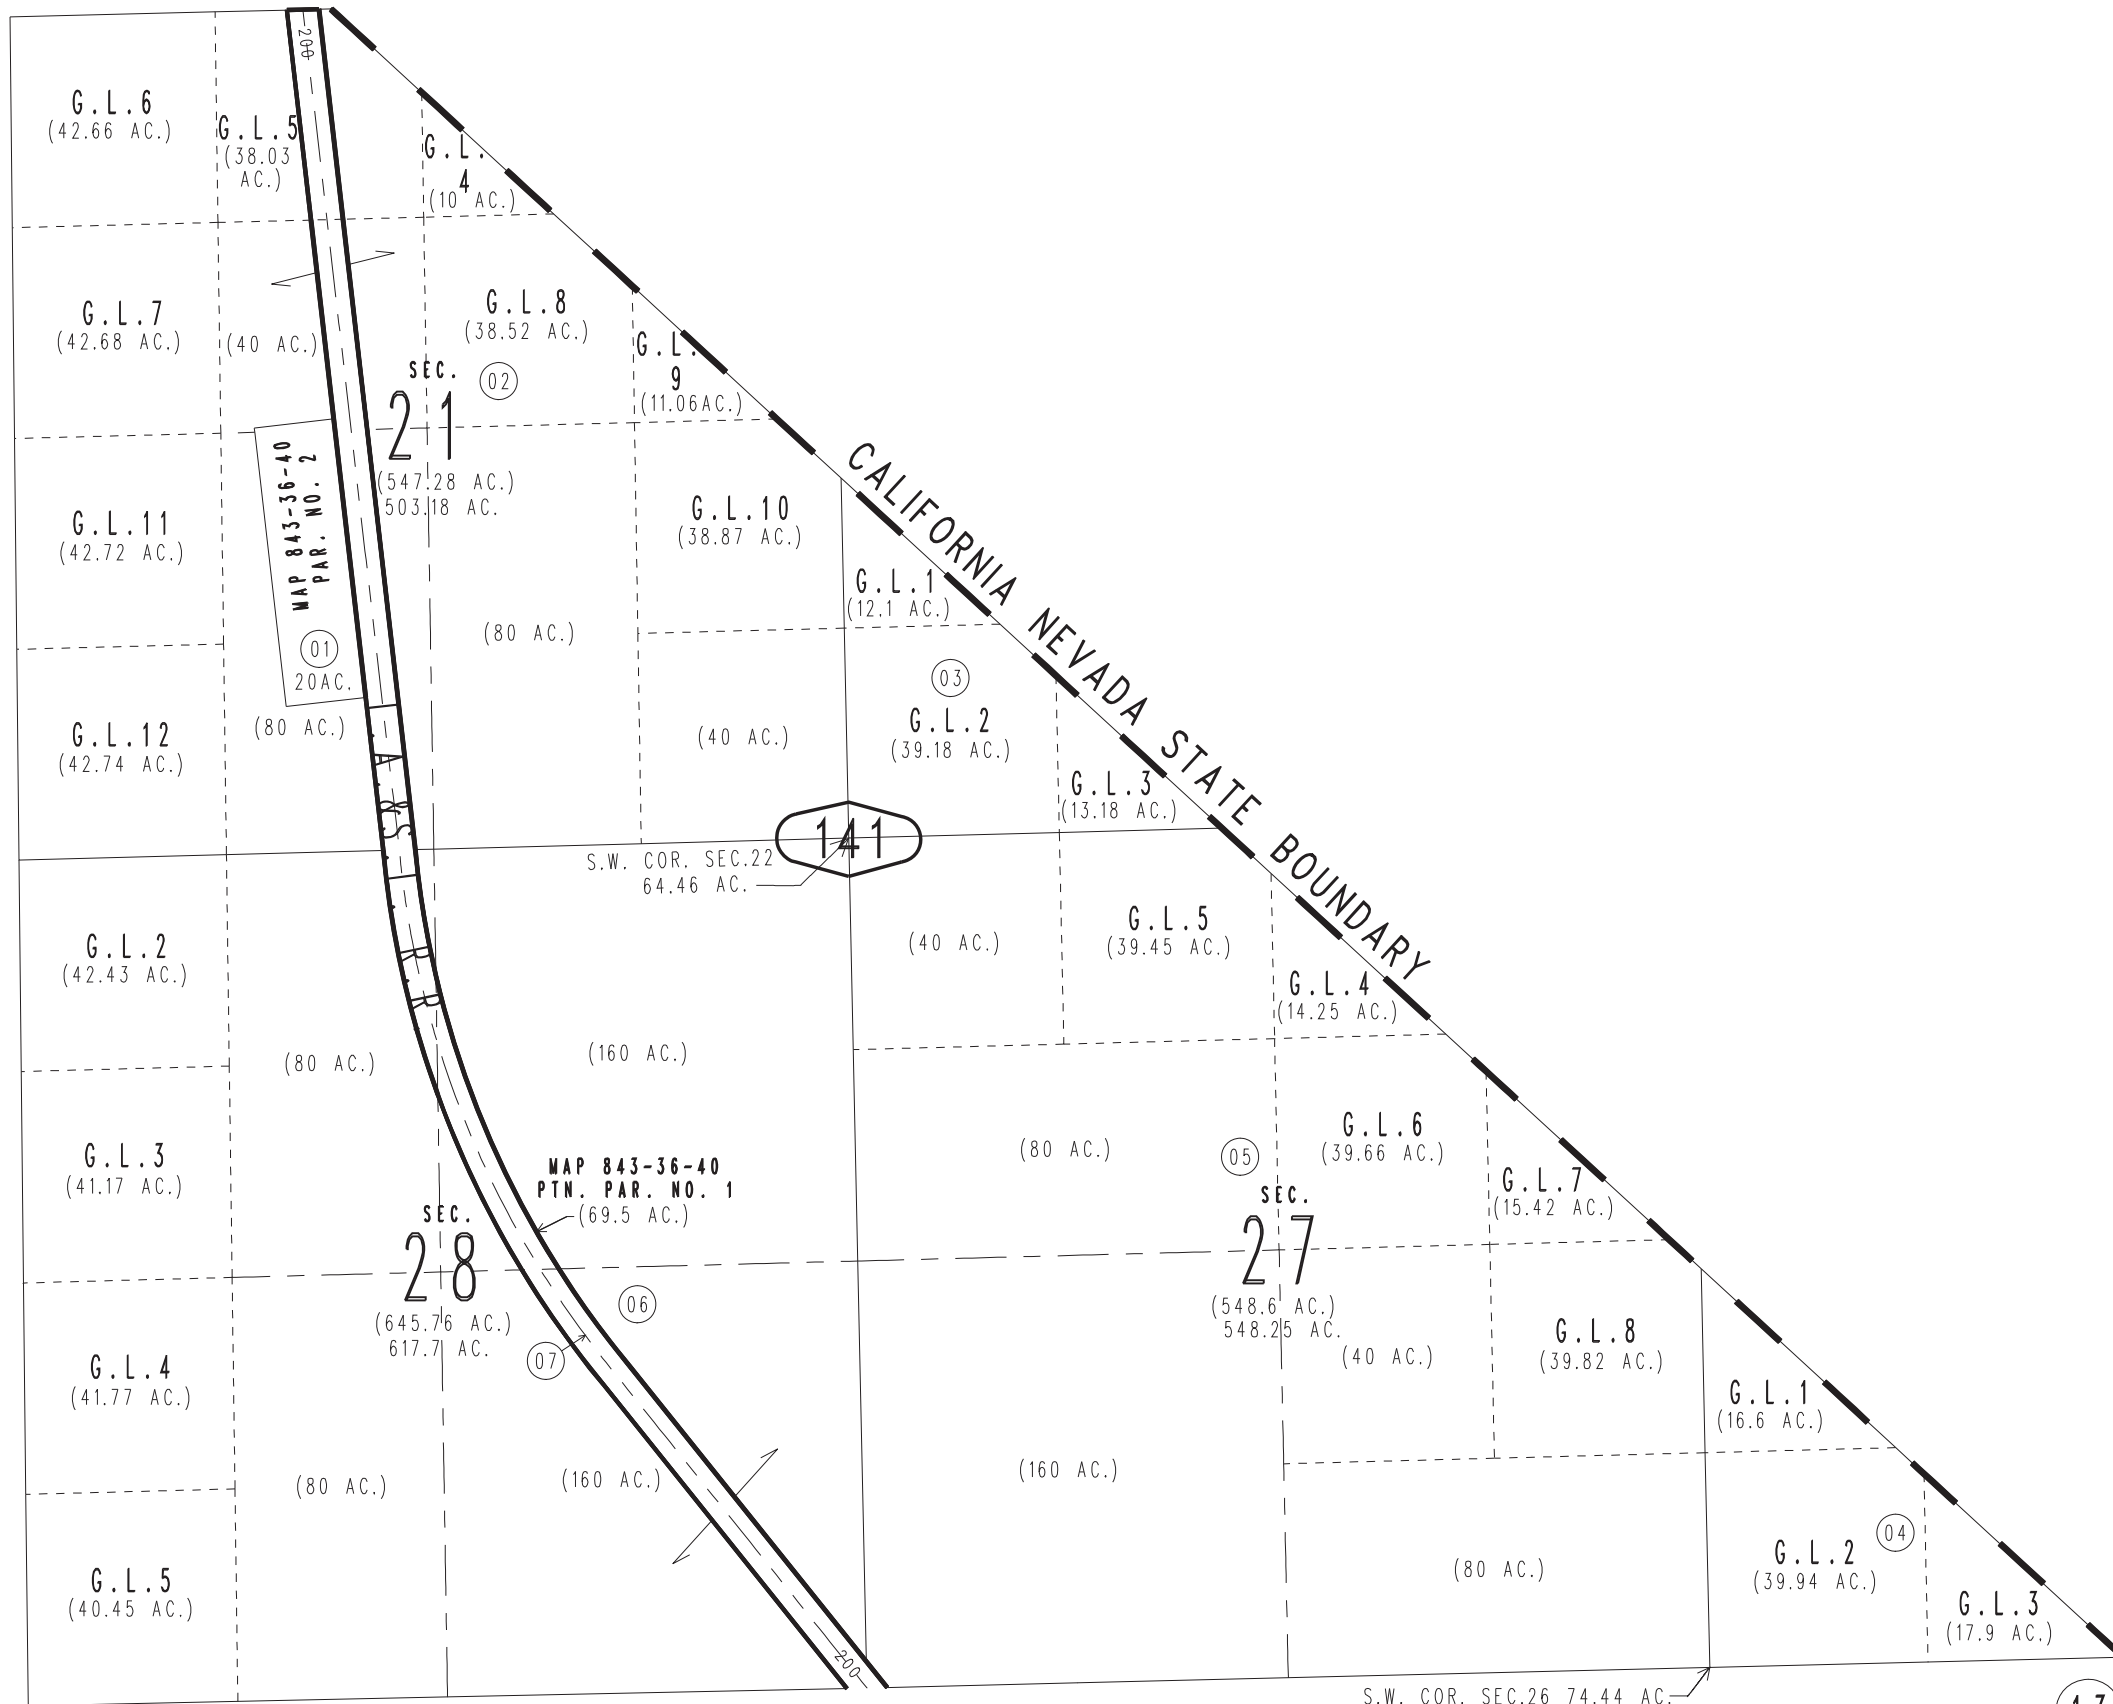 200
G.L.6
(42.66 AC.)
G.L.5
(38.03
AC.)
G.L.
4
(10 AC.)
G.L.7
(42.68 AC.)
(40 AC.)
G.L.8
(38.52 AC.)
G.L.
9
(11.06AC.)
SEC.
21
02
(547.28 AC.)
503.18 AC.
MAP 843-36-40
PAR. NO. 2
01
20AC.
G.L.11
(42.72 AC.)
G.L.10
(38.87 AC.)
CALIFORNIA NEVADA STATE BOUNDARY
G.L.1
(12.1 AC.)
(80 AC.)
03
G.L.12
(42.74 AC.)
(80 AC.)
(40 AC.)
G.L.2
(39.18 AC.)
G.L.3
(13.18 AC.)
L.A.&S.L.R.R.
141
S.W. COR. SEC.22
64.46 AC.
G.L.2
(42.43 AC.)
(40 AC.)
G.L.5
(39.45 AC.)
G.L.4
(14.25 AC.)
(80 AC.)
(160 AC.)
G.L.3
(41.17 AC.)
MAP 843-36-40
PTN. PAR. NO. 1
(69.5 AC.)
(80 AC.)
05
G.L.6
(39.66 AC.)
G.L.7
(15.42 AC.)
SEC.
28
(645.76 AC.)
617.7 AC.
06
07
SEC.
27
(548.6 AC.)
548.25 AC.
(40 AC.)
G.L.8
(39.82 AC.)
G.L.4
(41.77 AC.)
G.L.1
(16.6 AC.)
(80 AC.)
(160 AC.)
(160 AC.)
G.L.5
(40.45 AC.)
(80 AC.)
04
G.L.2
(39.94 AC.)
G.L.3
(17.9 AC.)
200
S.W. COR. SEC.26 74.44 AC.